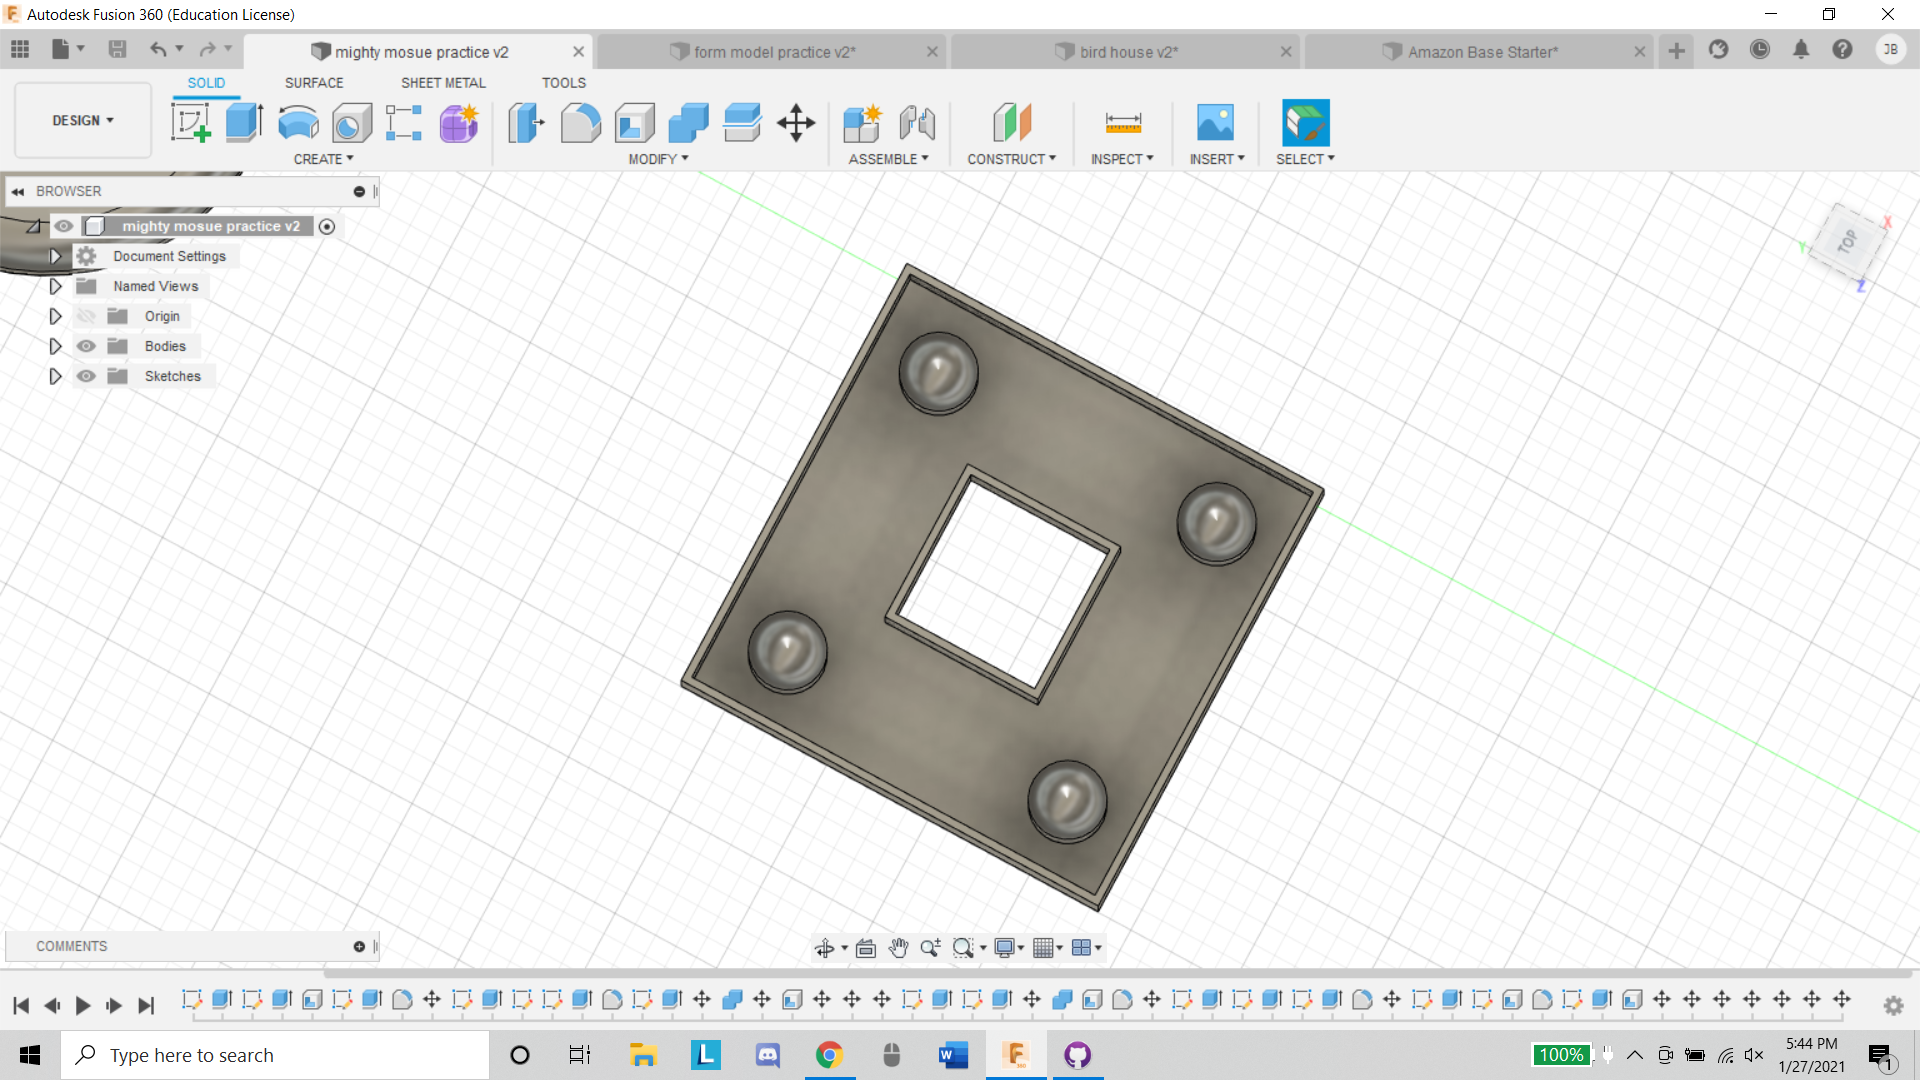 Autodesk Fusion 360 (Education License)
mighty mosue practice v2
form model practice v2*
bird house v2*
Amazon Base Starter*
JB
SOLID
SURFACE
SHEET METAL
TOOLS
DESIGN
CREATE
MODIFY
ASSEMBLE
CONSTRUCT
INSPECT
INSERT
SELECT
BROWSER
mighty mosue practice v2
Document Settings
Named Views
Origin
Bodies
Sketches
TOP
X
Y
Z
COMMENTS
Type here to search
100%
5:44 PM
1/27/2021
1